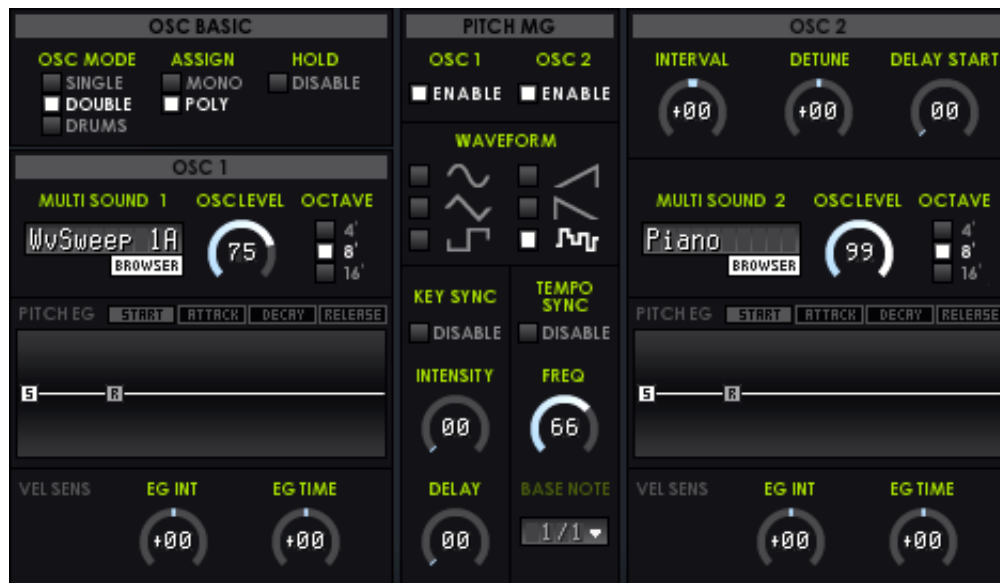 OSC BASIC
OSC MODE ASSIGN HOLD
SINGLE MONO DISABLE
DOUBLE POLY
DRUMS
OSC 1
MULTI SOUND 1 OSC LEVEL OCTAVE
WvSweep 1A 75 4'
8'
BROWSER 16'
PITCH EG START ATTACK DECAY RELEASE
S R
VEL SENS EG INT EG TIME
+00 +00
PITCH MG
OSC 1 OSC 2
ENABLE ENABLE
WAVEFORM
KEY SYNC TEMPO SYNC
DISABLE DISABLE
INTENSITY FREQ
00 66
DELAY BASE NOTE
00 1/1
OSC 2
INTERVAL DETUNE DELAY START
+00 +00 00
MULTI SOUND 2 OSC LEVEL OCTAVE
Piano 99 4'
8'
BROWSER 16'
PITCH EG START ATTACK DECAY RELEASE
S R
VEL SENS EG INT EG TIME
+00 +00